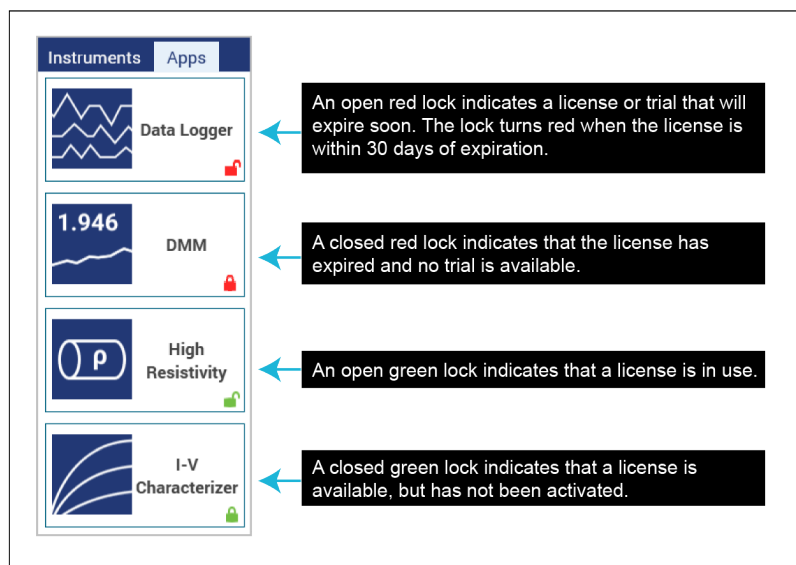 Instruments Apps
Data Logger
An open red lock indicates a license or trial that will
expire soon. The lock turns red when the license is
within 30 days of expiration.
1.946
DMM
A closed red lock indicates that the license has
expired and no trial is available.
ρ
High
Resistivity
An open green lock indicates that a license is in use.
I-V
Characterizer
A closed green lock indicates that a license is
available, but has not been activated.